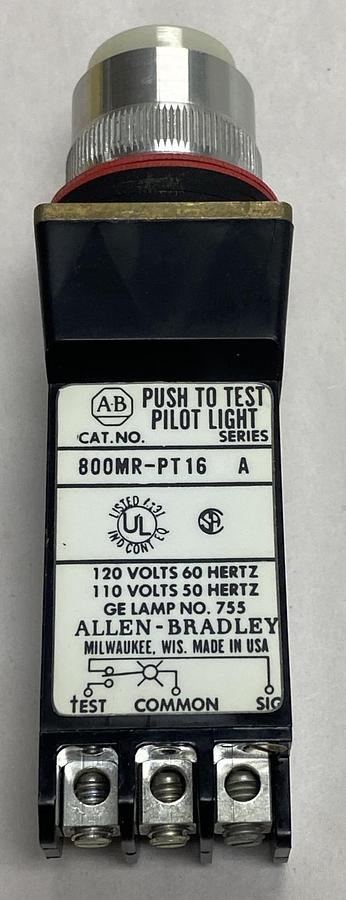 A-B PUSH TO TEST
PILOT LIGHT
CAT.NO. SERIES
800MR-PT16 A
LISTED
UL
IND CONT EQ
SA
120 VOLTS 60 HERTZ
110 VOLTS 50 HERTZ
GE LAMP NO. 755
ALLEN-BRADLEY
MILWAUKEE, WIS. MADE IN USA
TEST COMMON SIG